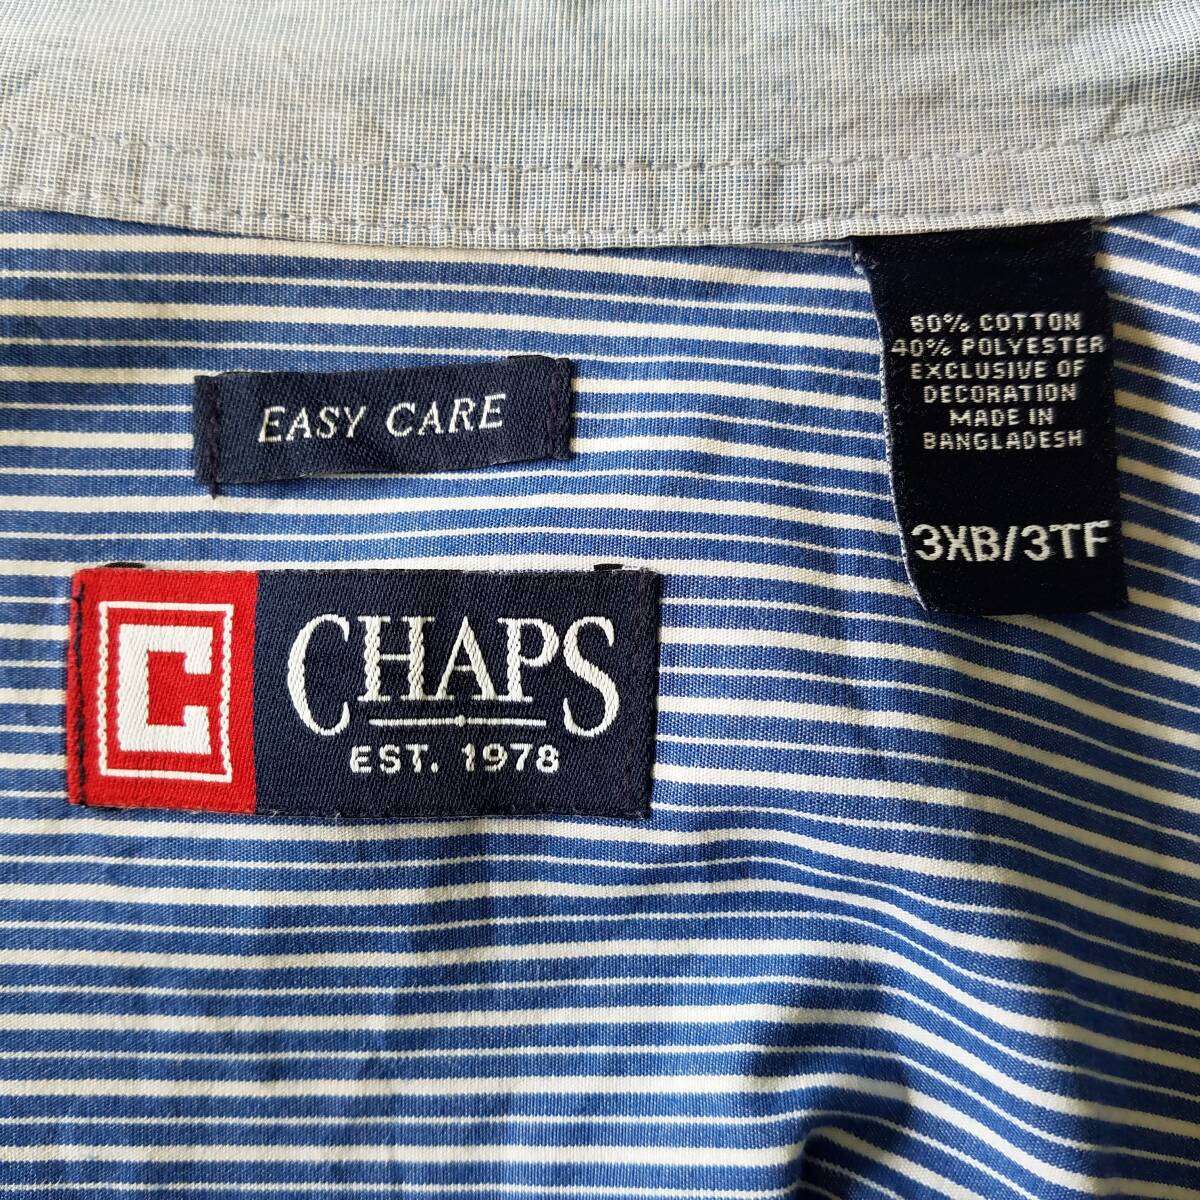 60% COTTON
40% POLYESTER
EXCLUSIVE OF
DECORATION
MADE IN
BANGLADESH
3XB/3TF
EASY CARE
C
CHAPS
EST. 1978